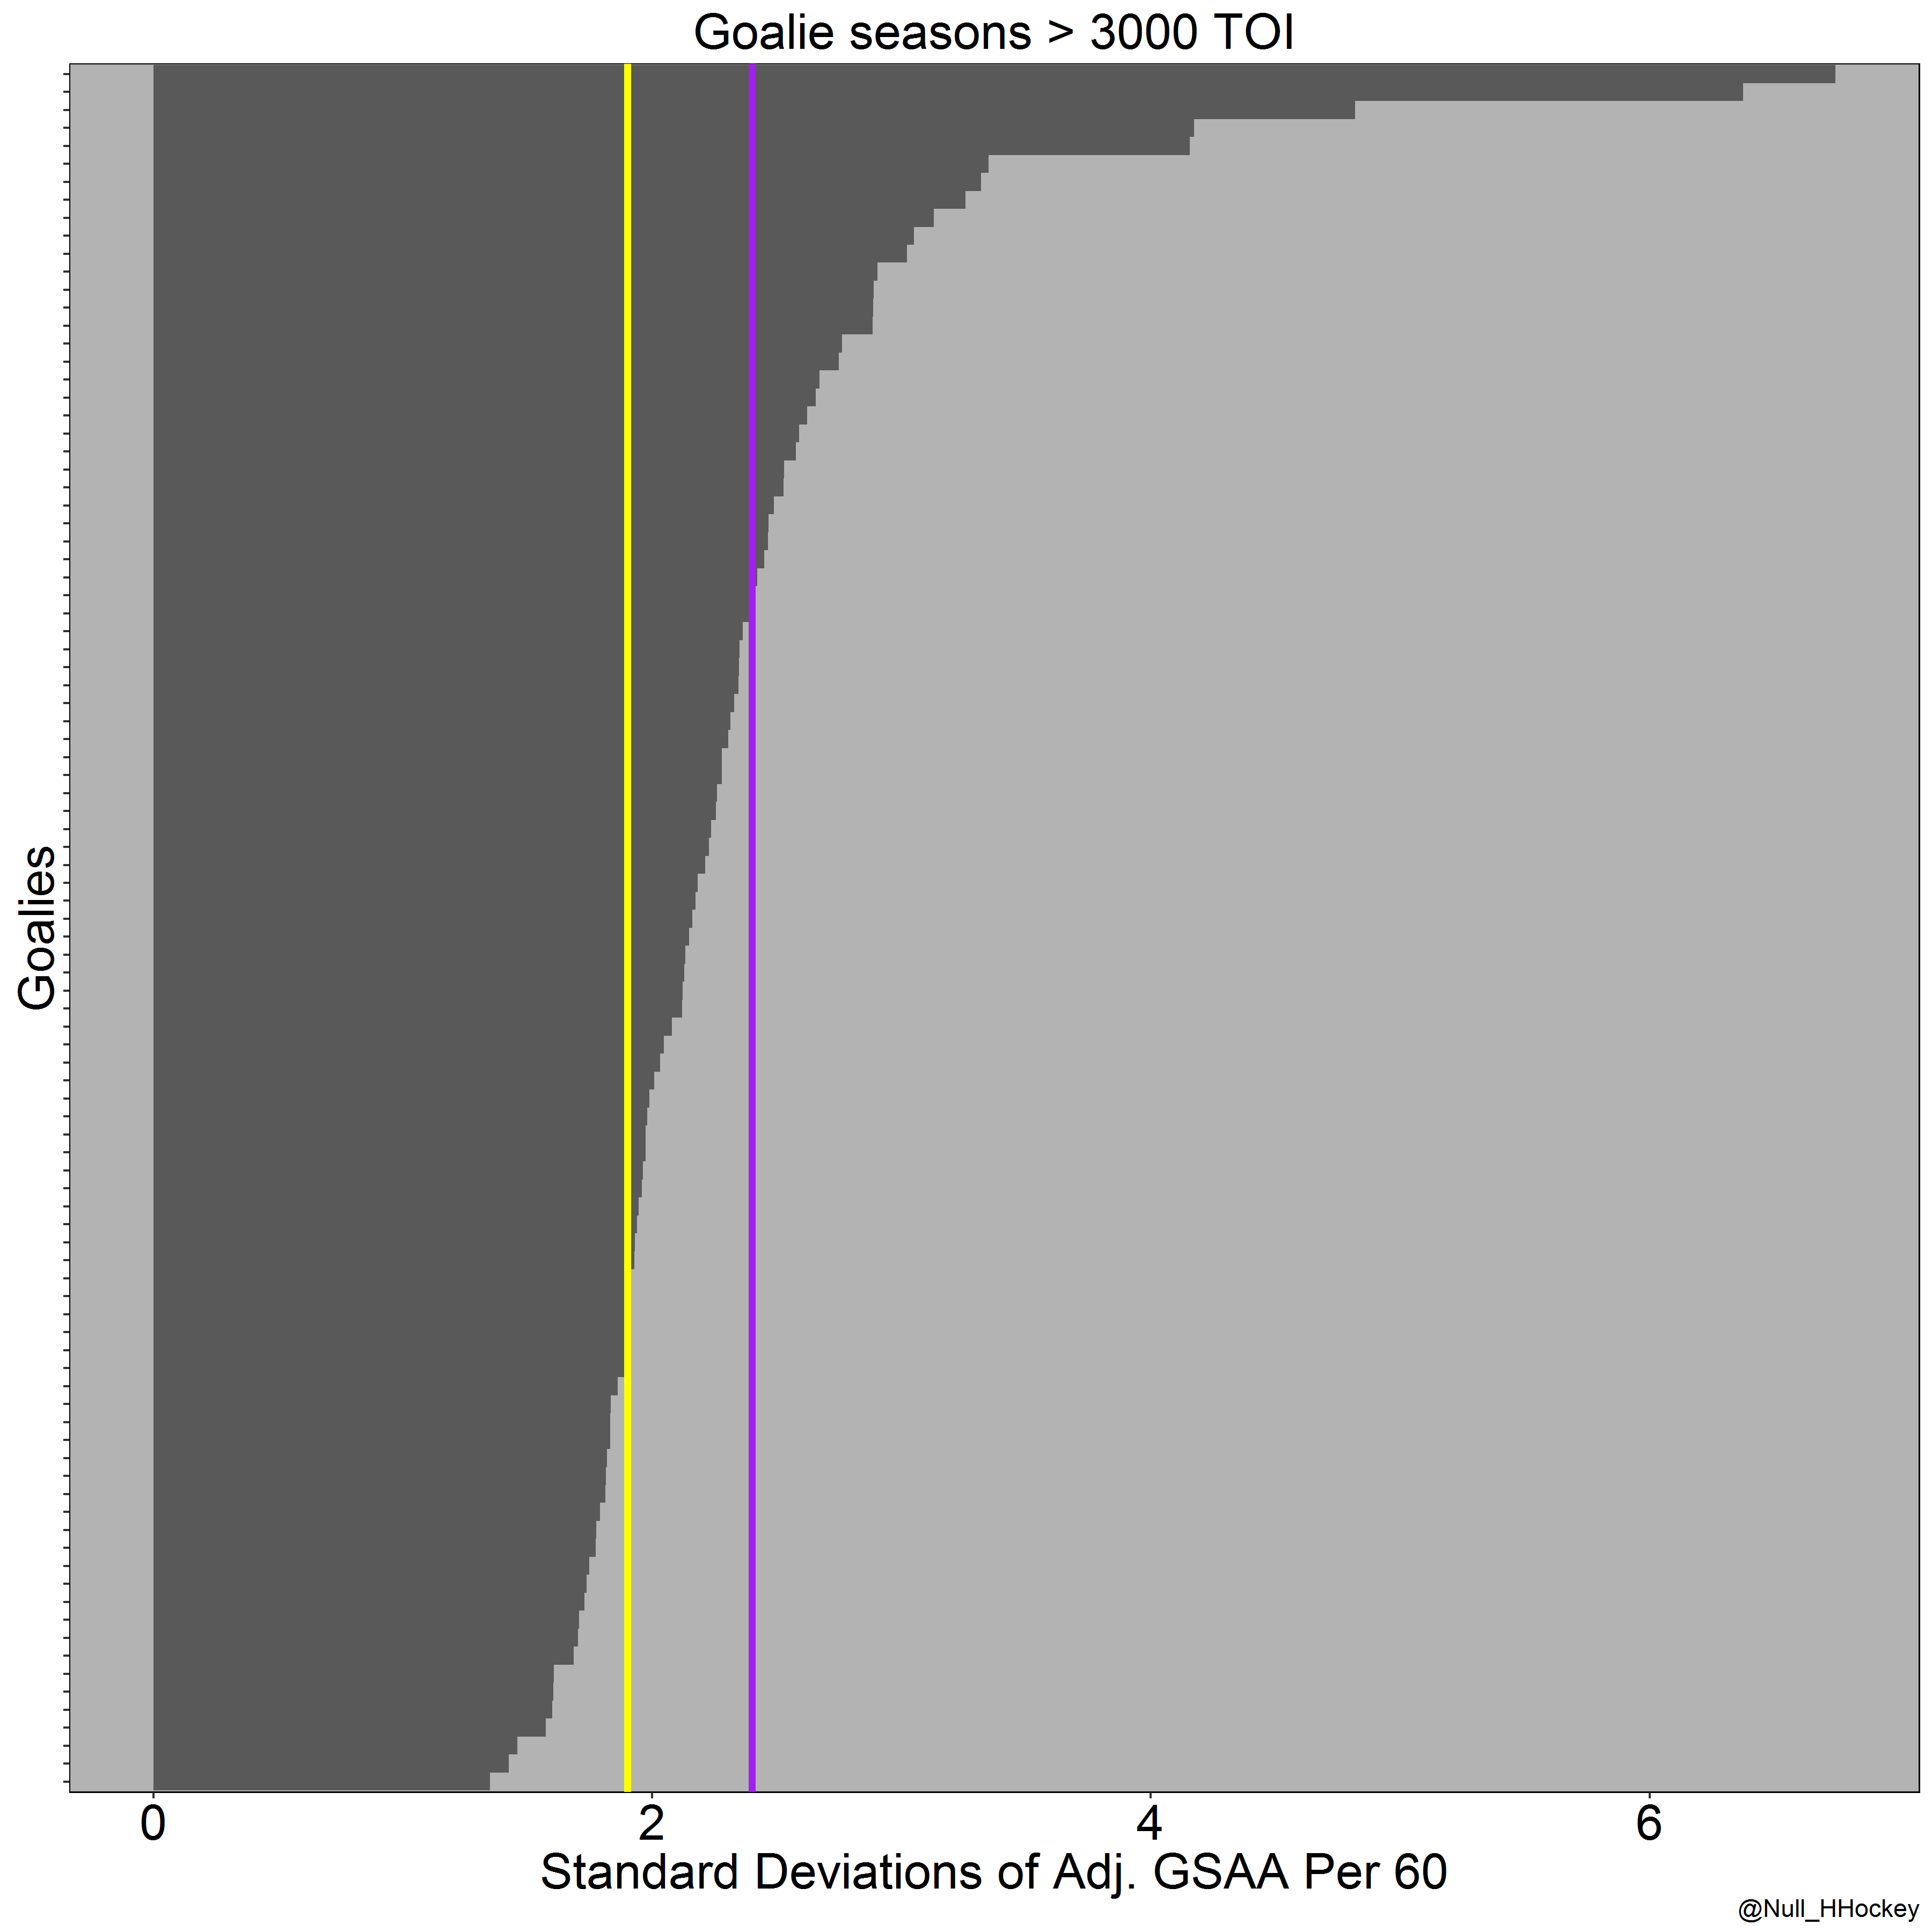 Goalie seasons > 3000 TOI
Goalies
0 2 4 6
Standard Deviations of Adj. GSAA Per 60
@Null_HHockey